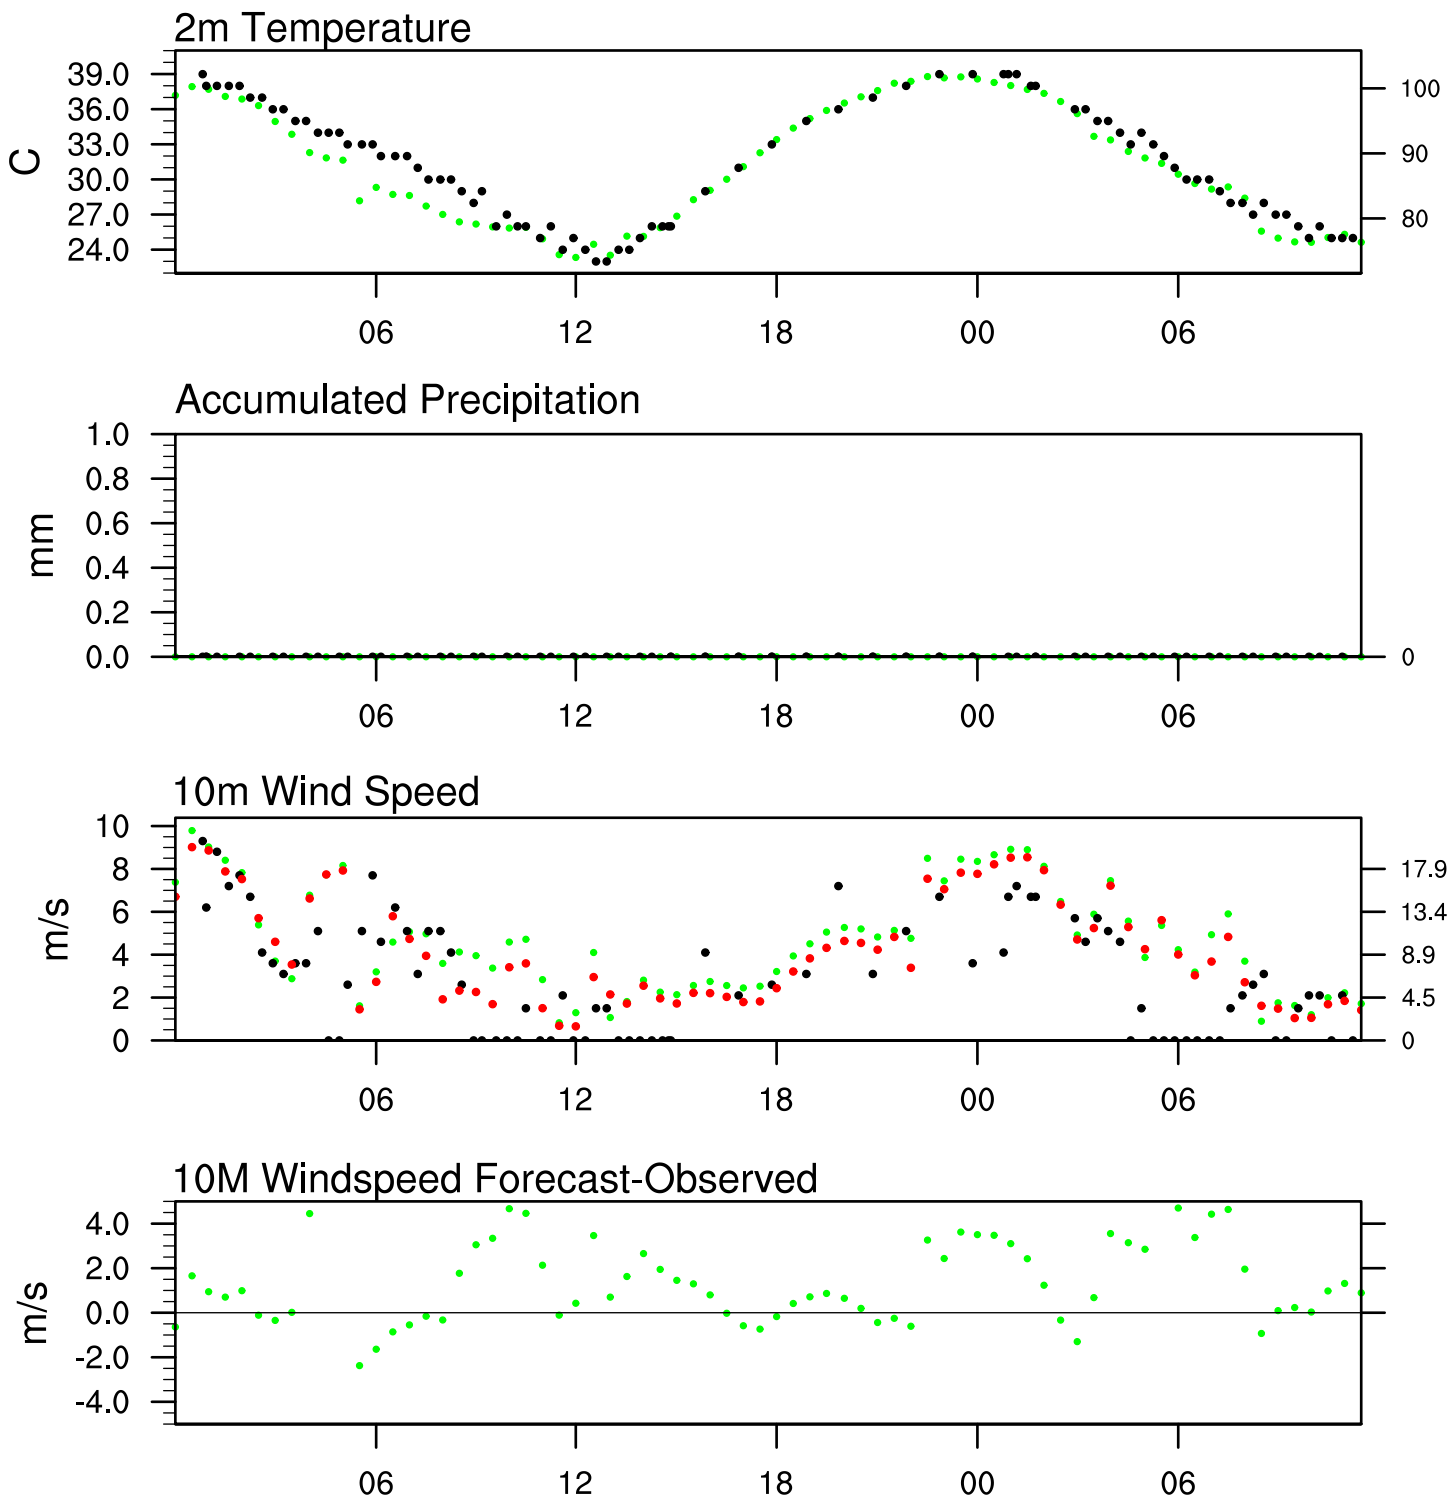 2m Temperature
39.0
36.0
33.0
30.0
27.0
24.0
C
100
90
80
06 12 18 00 06
Accumulated Precipitation
1.0
0.8
0.6
0.4
0.2
0.0
mm
0
06 12 18 00 06
10m Wind Speed
10
8
6
4
2
0
m/s
17.9
13.4
8.9
4.5
0
06 12 18 00 06
10M Windspeed Forecast-Observed
4.0
2.0
0.0
-2.0
-4.0
m/s
06 12 18 00 06